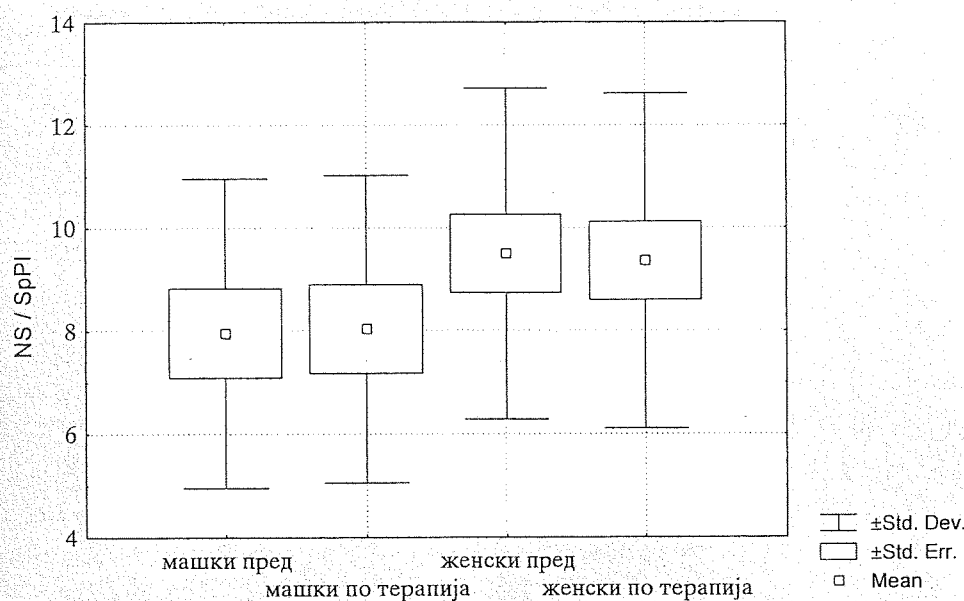 14
12
10
8
6
4
NS / SpPI
машки пред
женски пред
машки по терапија
женски по терапија
±Std. Dev.
±Std. Err.
Mean